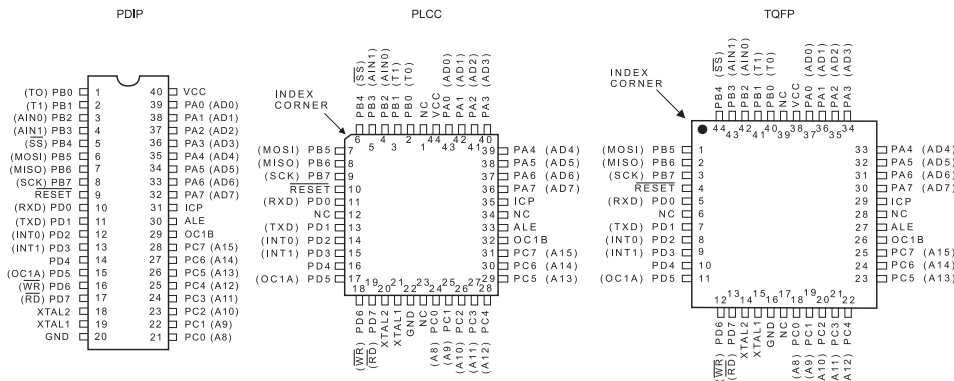 PDIP
(TO) PB0 1 40 VCC
(T1) PB1 2 39 PA0 (AD0)
(AIN0) PB2 3 38 PA1 (AD1)
(AIN1) PB3 4 37 PA2 (AD2)
(SS) PB4 5 36 PA3 (AD3)
(MOSI) PB5 6 35 PA4 (AD4)
(MISO) PB6 7 34 PA5 (AD5)
(SCK) PB7 8 33 PA6 (AD6)
RESET 9 32 PA7 (AD7)
(RXD) PD0 10 31 ICP
(TXD) PD1 11 30 ALE
(INT0) PD2 12 29 OC1B
(INT1) PD3 13 28 PC7 (A15)
PD4 14 27 PC6 (A14)
(OC1A) PD5 15 26 PC5 (A13)
(WR) PD6 16 25 PC4 (A12)
(RD) PD7 17 24 PC3 (A11)
XTAL2 18 23 PC2 (A10)
XTAL1 19 22 PC1 (A9)
GND 20 21 PC0 (A8)
PLCC
INDEX
CORNER
PB4 (SS)
PB3 (AIN1)
PB2 (AIN0)
PB1 (T1)
PB0 (T0)
NC
VCC
PA0 (AD0)
PA1 (AD1)
PA2 (AD2)
PA3 (AD3)
6 5 4 3 2 1 44 43 42 41 40
(MOSI) PB5 7 39 PA4 (AD4)
(MISO) PB6 8 38 PA5 (AD5)
(SCK) PB7 9 37 PA6 (AD6)
RESET 10 36 PA7 (AD7)
(RXD) PD0 11 35 ICP
NC 12 34 NC
(TXD) PD1 13 33 ALE
(INT0) PD2 14 32 OC1B
(INT1) PD3 15 31 PC7 (A15)
PD4 16 30 PC6 (A14)
(OC1A) PD5 17 29 PC5 (A13)
18 19 20 21 22 23 24 25 26 27 28
(WR) PD6
(RD) PD7
XTAL2
XTAL1
GND
NC
(A8) PC0
(A9) PC1
(A10) PC2
(A11) PC3
(A12) PC4
TQFP
INDEX
CORNER
PB4 (SS)
PB3 (AIN1)
PB2 (AIN0)
PB1 (T1)
PB0 (T0)
NC
VCC
PA0 (AD0)
PA1 (AD1)
PA2 (AD2)
PA3 (AD3)
44 43 42 41 40 39 38 37 36 35 34
(MOSI) PB5 1 33 PA4 (AD4)
(MISO) PB6 2 32 PA5 (AD5)
(SCK) PB7 3 31 PA6 (AD6)
RESET 4 30 PA7 (AD7)
(RXD) PD0 5 29 ICP
NC 6 28 NC
(TXD) PD1 7 27 ALE
(INT0) PD2 8 26 OC1B
(INT1) PD3 9 25 PC7 (A15)
PD4 10 24 PC6 (A14)
(OC1A) PD5 11 23 PC5 (A13)
12 13 14 15 16 17 18 19 20 21 22
(WR) PD6
(RD) PD7
XTAL2
XTAL1
GND
NC
(A8) PC0
(A9) PC1
(A10) PC2
(A11) PC3
(A12) PC4